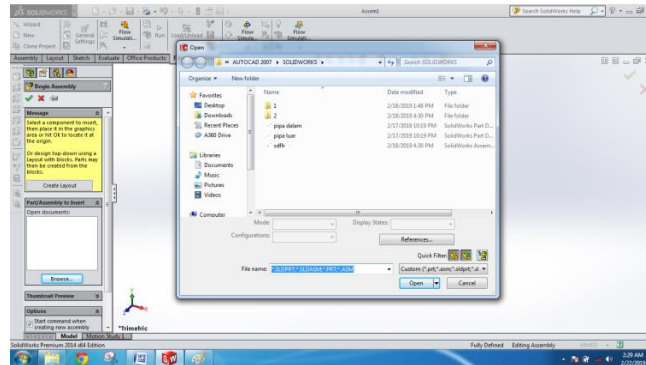 SOLIDWORKS
Assem1
Search SolidWorks Help
Wizard
New
Clone Project
General Settings
Flow Simulati...
Run
Load/Unload
Flow Simula...
Flow Simula...
Assembly Layout Sketch Evaluate Office Products
Begin Assembly
Message
Select a component to insert,
then place it in the graphics
area or hit OK to locate it at
the origin.
Or design top-down using a
Layout with blocks. Parts may
then be created from the
blocks.
Create Layout
Part/Assembly to Insert
Open documents:
Browse...
Thumbnail Preview
Options
Start command when
creating new assembly
Open
AUTOCAD 2007 SOLIDWORKS
Search SOLIDWORKS
Organize New folder
Name Date modified Type
Favorites
Desktop
Downloads
Recent Places
A360 Drive
Libraries
Documents
Music
Pictures
Videos
Computer
1 2/18/2019 1:48 PM File folder
2 2/18/2019 4:30 PM File folder
pipa dalam 2/17/2019 10:19 PM SolidWorks Part D...
pipa luar 2/17/2019 10:19 PM SolidWorks Part D...
sdfh 2/18/2019 4:30 PM SolidWorks Assem...
Mode: Display States:
Configurations:
References...
Quick Filter:
File name: *.SLDPRT;*.SLDASM;*.PRT;*.ASM
Custom (*.prt;*.asm;*.sldprt;*.sl
Open Cancel
*Trimetric
Model Motion Study 1
SolidWorks Premium 2014 x64 Edition
Fully Defined Editing Assembly MMGS
2:29 AM
2/22/2019